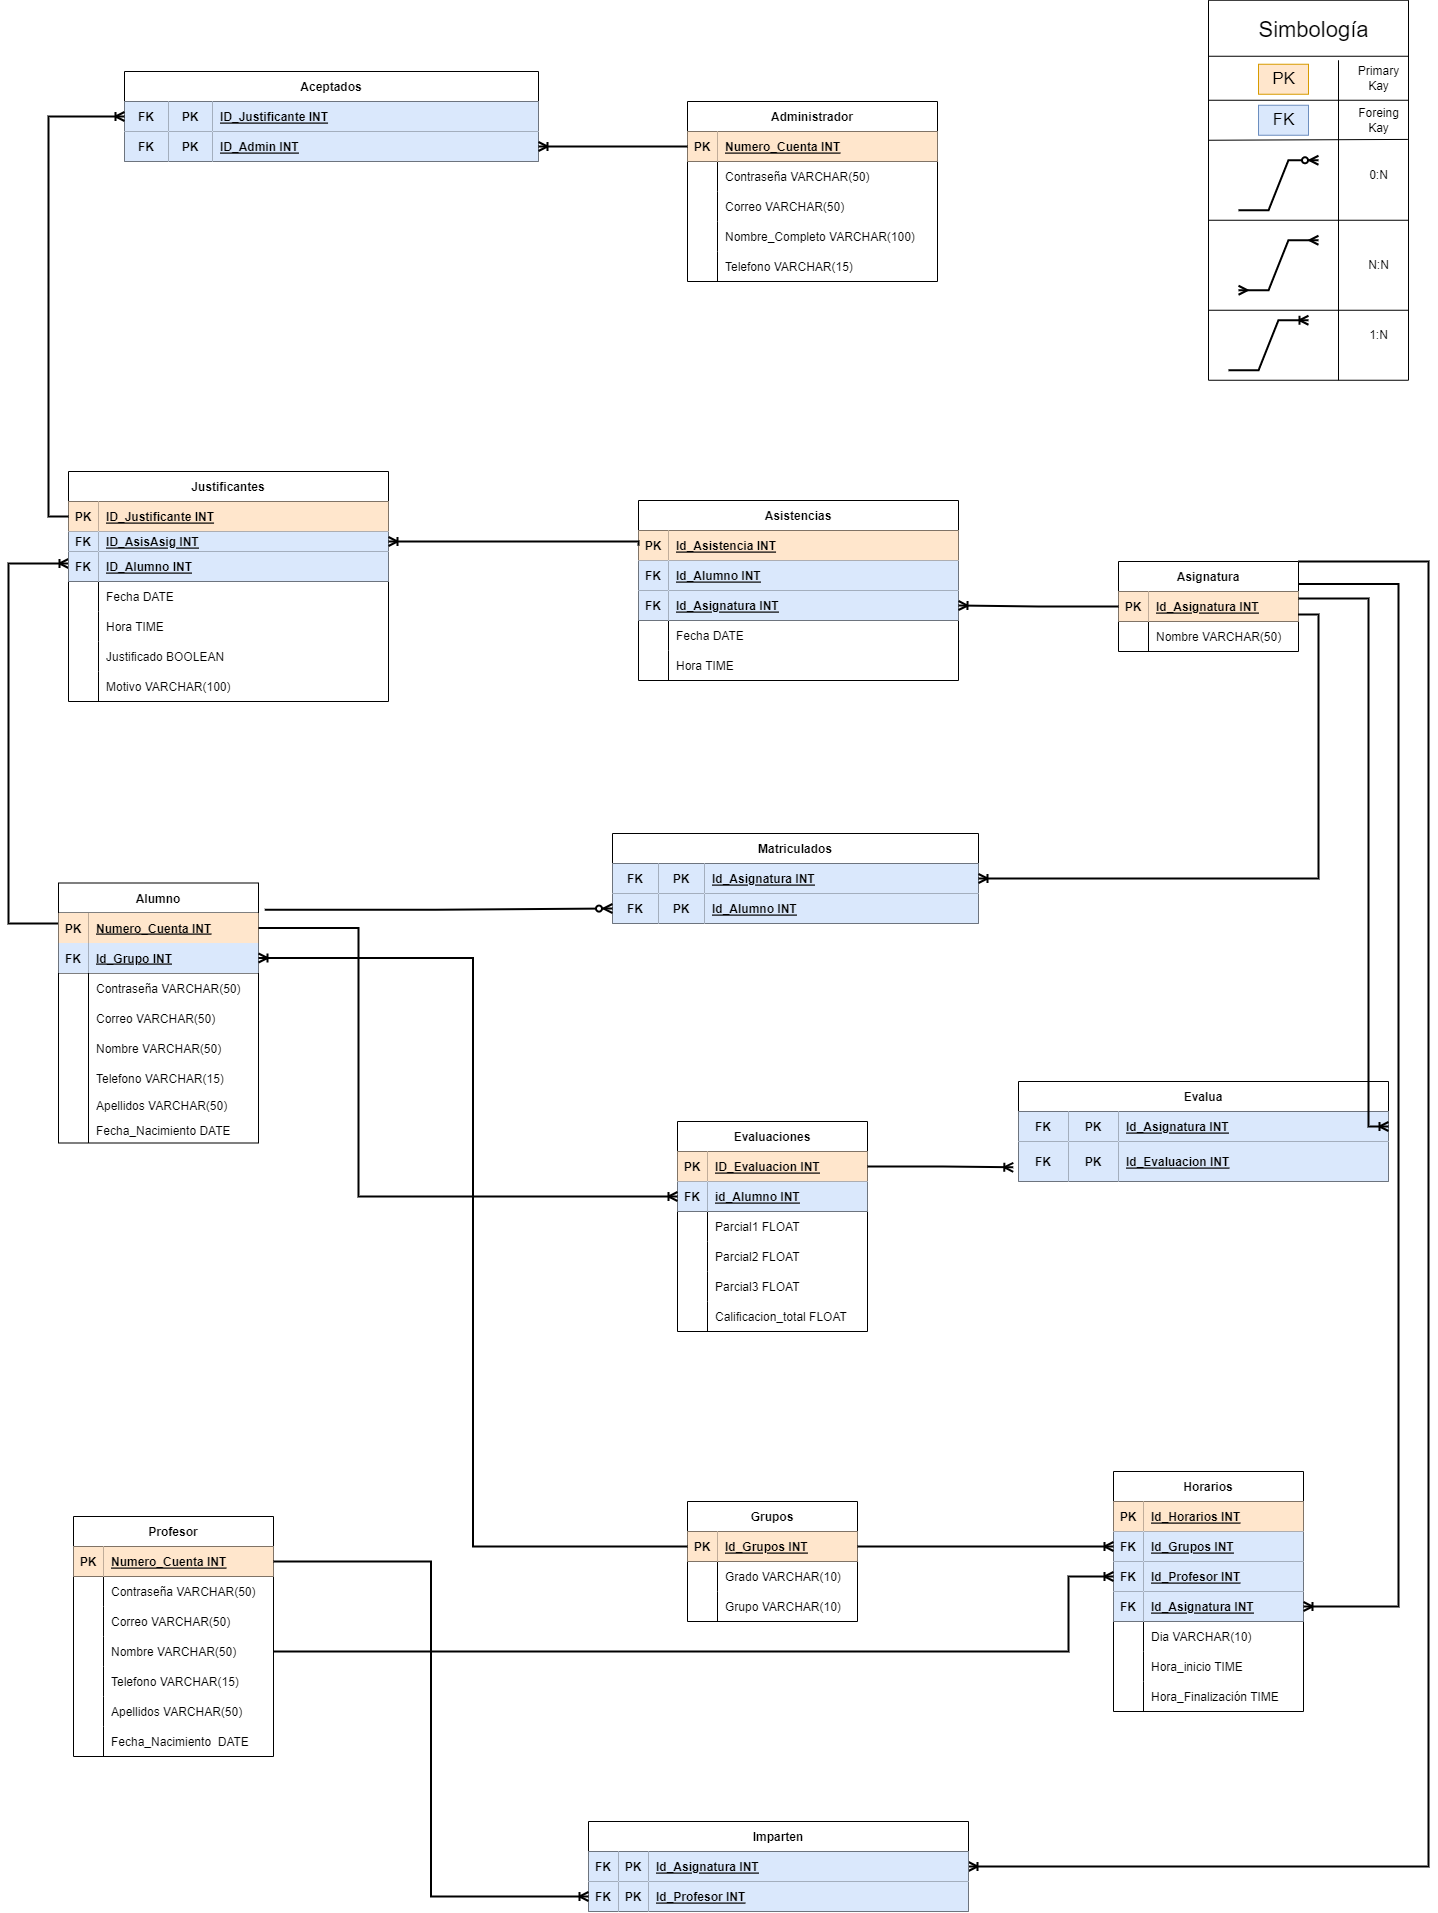 Simbología
PK
Primary
Kay
FK
Foreing
Kay
0:N
N:N
1:N
Aceptados
FK PK ID_Justificante INT
FK PK ID_Admin INT
Administrador
PK Numero_Cuenta INT
Contraseña VARCHAR(50)
Correo VARCHAR(50)
Nombre_Completo VARCHAR(100)
Telefono VARCHAR(15)
Justificantes
PK ID_Justificante INT
FK ID_AsisAsig INT
FK ID_Alumno INT
Fecha DATE
Hora TIME
Justificado BOOLEAN
Motivo VARCHAR(100)
Asistencias
PK Id_Asistencia INT
FK Id_Alumno INT
FK Id_Asignatura INT
Fecha DATE
Hora TIME
Asignatura
PK Id_Asignatura INT
Nombre VARCHAR(50)
Matriculados
FK PK Id_Asignatura INT
FK PK Id_Alumno INT
Alumno
PK Numero_Cuenta INT
FK Id_Grupo INT
Contraseña VARCHAR(50)
Correo VARCHAR(50)
Nombre VARCHAR(50)
Telefono VARCHAR(15)
Apellidos VARCHAR(50)
Fecha_Nacimiento DATE
Evalua
FK PK Id_Asignatura INT
FK PK Id_Evaluacion INT
Evaluaciones
PK ID_Evaluacion INT
FK id_Alumno INT
Parcial1 FLOAT
Parcial2 FLOAT
Parcial3 FLOAT
Calificacion_total FLOAT
Horarios
PK Id_Horarios INT
FK Id_Grupos INT
FK Id_Profesor INT
FK Id_Asignatura INT
Dia VARCHAR(10)
Hora_inicio TIME
Hora_Finalización TIME
Grupos
PK Id_Grupos INT
Grado VARCHAR(10)
Grupo VARCHAR(10)
Profesor
PK Numero_Cuenta INT
Contraseña VARCHAR(50)
Correo VARCHAR(50)
Nombre VARCHAR(50)
Telefono VARCHAR(15)
Apellidos VARCHAR(50)
Fecha_Nacimiento DATE
Imparten
FK PK Id_Asignatura INT
FK PK Id_Profesor INT